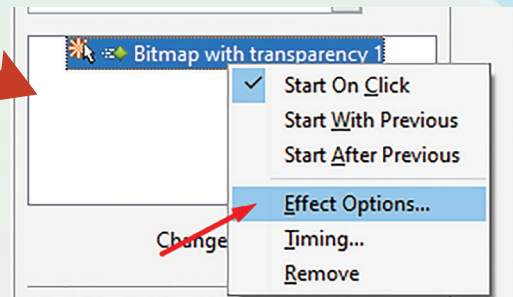 Bitmap with transparency 1
Start On Click
Start With Previous
Start After Previous
Effect Options...
Change
Timing...
Remove